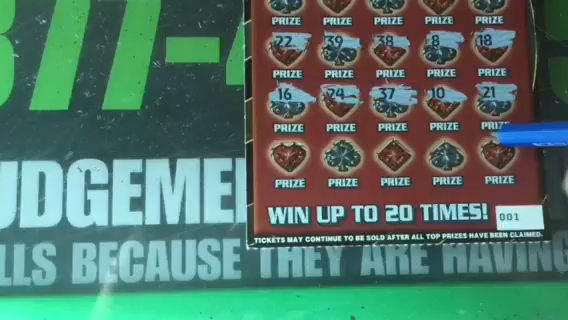 PRIZE PRIZE PRIZE PRIZE PRIZE
22 39 38 8 18
PRIZE PRIZE PRIZE PRIZE PRIZE
16 24 37 10 21
PRIZE PRIZE PRIZE PRIZE
PRIZE PRIZE PRIZE PRIZE PRIZE
WIN UP TO 20 TIMES! 001
TICKETS MAY CONTINUE TO BE SOLD AFTER ALL TOP PRIZES HAVE BEEN CLAIMED.
BECAUSE THEY ARE HAVING